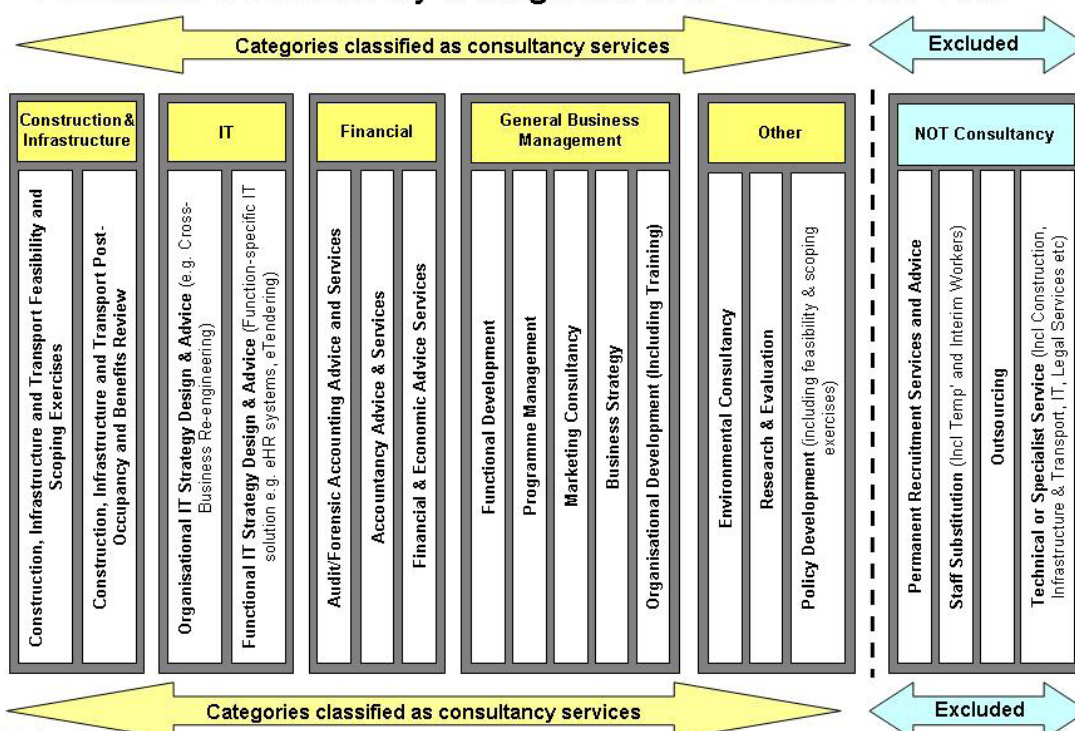 Categories classified as consultancy services
Excluded
Construction &
Infrastructure
IT
Financial
General Business
Management
Other
NOT Consultancy
Construction, Infrastructure and Transport Feasibility and
Scoping Exercises
Construction, Infrastructure and Transport Post-
Occupancy and Benefits Review
Organisational IT Strategy Design & Advice (e.g. Cross-
Business Re-engineering)
Functional IT Strategy Design & Advice (Function-specific IT
solution e.g. eHR systems, eTendering)
Audit/Forensic Accounting Advice and Services
Accountancy Advice & Services
Financial & Economic Advice Services
Functional Development
Programme Management
Marketing Consultancy
Business Strategy
Organisational Development (Including Training)
Environmental Consultancy
Research & Evaluation
Policy Development (including feasibility & scoping
exercises)
Permanent Recruitment Services and Advice
Staff Substitution (Incl Temp' and Interim Workers)
Outsourcing
Technical or Specialist Service (Incl Construction,
Infrastructure & Transport, IT, Legal Services etc)
Categories classified as consultancy services
Excluded